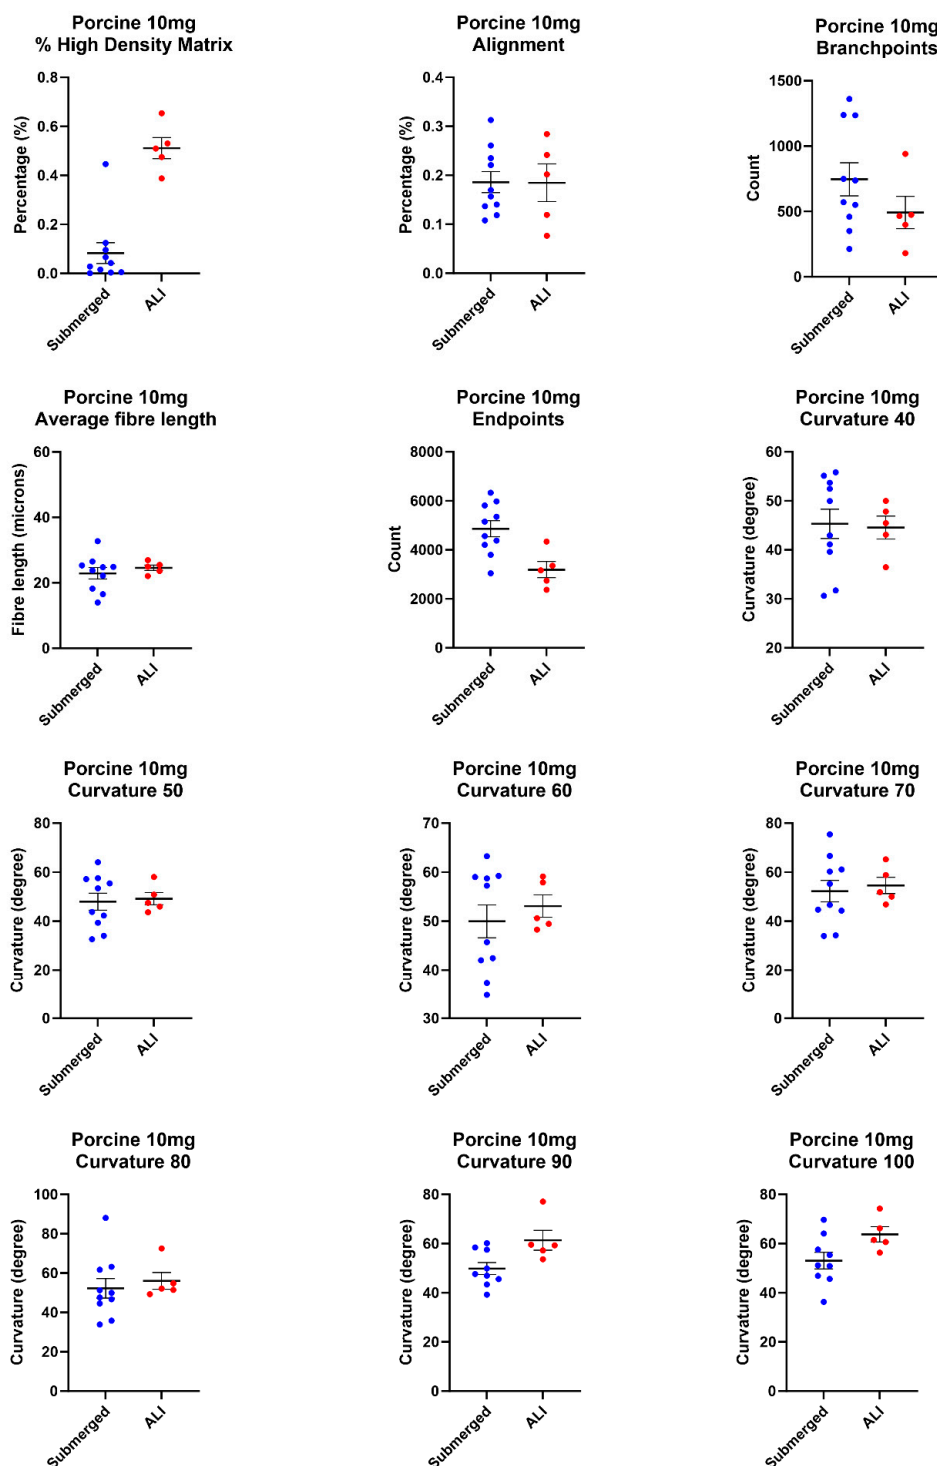 Porcine 10mg
% High Density Matrix
Percentage (%)
0.8
0.6
0.4
0.2
0.0
Submerged
ALI
Porcine 10mg
Alignment
Percentage (%)
0.4
0.3
0.2
0.1
0.0
Submerged
ALI
Porcine 10mg
Branchpoints
Count
1500
1000
500
0
Submerged
ALI
Porcine 10mg
Average fibre length
Fibre length (microns)
60
40
20
0
Submerged
ALI
Porcine 10mg
Endpoints
Count
8000
6000
4000
2000
0
Submerged
ALI
Porcine 10mg
Curvature 40
Curvature (degree)
60
50
40
30
20
Submerged
ALI
Porcine 10mg
Curvature 50
Curvature (degree)
80
60
40
20
0
Submerged
ALI
Porcine 10mg
Curvature 60
Curvature (degree)
70
60
50
40
30
Submerged
ALI
Porcine 10mg
Curvature 70
Curvature (degree)
80
60
40
20
0
Submerged
ALI
Porcine 10mg
Curvature 80
Curvature (degree)
100
80
60
40
20
0
Submerged
ALI
Porcine 10mg
Curvature 90
Curvature (degree)
80
60
40
20
0
Submerged
ALI
Porcine 10mg
Curvature 100
Curvature (degree)
80
60
40
20
0
Submerged
ALI